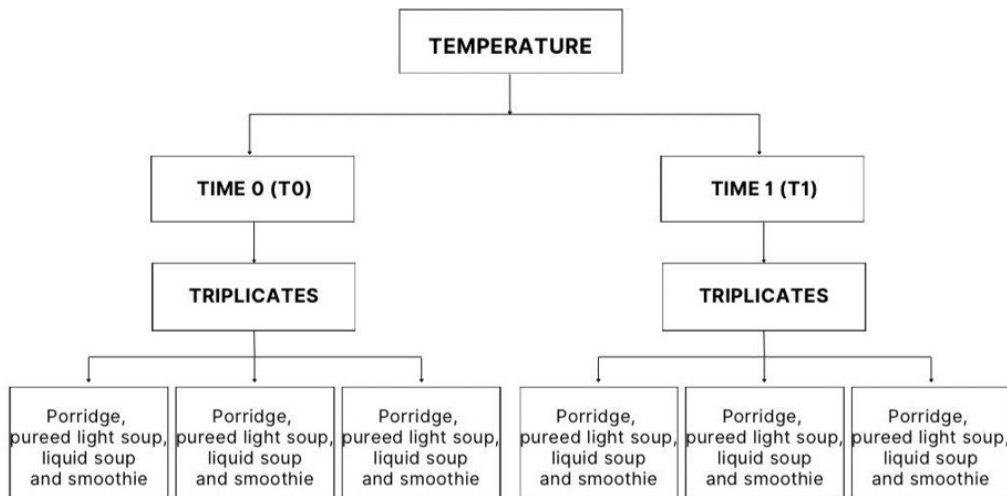 TEMPERATURE
TIME 0 (T0)
TIME 1 (T1)
TRIPLICATES
TRIPLICATES
Porridge,
pureed light soup,
liquid soup
and smoothie
Porridge,
pureed light soup,
liquid soup
and smoothie
Porridge,
pureed light soup,
liquid soup
and smoothie
Porridge,
pureed light soup,
liquid soup
and smoothie
Porridge,
pureed light soup,
liquid soup
and smoothie
Porridge,
pureed light soup,
liquid soup
and smoothie